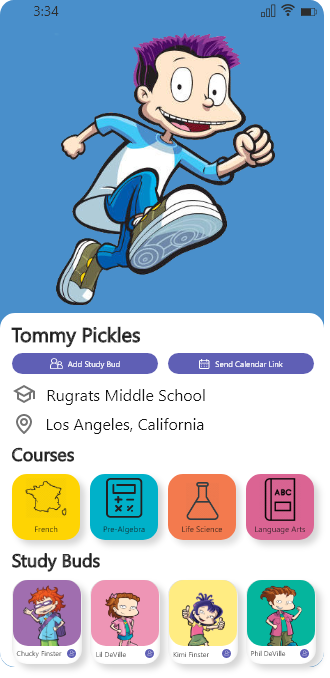 3:34
Tommy Pickles
Add Study Bud
Send Calendar Link
Rugrats Middle School
Los Angeles, California
Courses
ABC
French
Pre-Algebra
Life Science
Language Arts
Study Buds
Chucky Finster
Lil DeVille
Kimi Finster
Phil DeVille